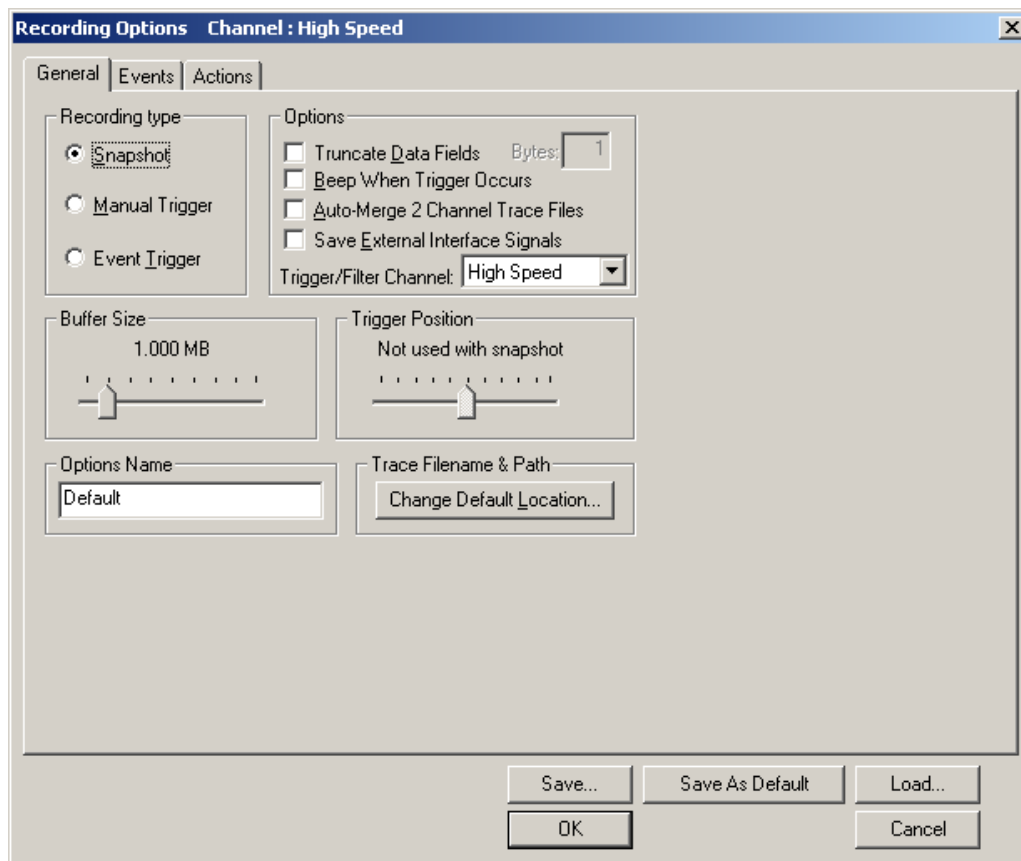 Recording Options    Channel : High Speed
General Events Actions
Recording type
Snapshot
Manual Trigger
Event Trigger
Options
Truncate Data Fields Bytes: 1
Beep When Trigger Occurs
Auto-Merge 2 Channel Trace Files
Save External Interface Signals
Trigger/Filter Channel: High Speed
Buffer Size
1.000 MB
Trigger Position
Not used with snapshot
Options Name
Default
Trace Filename & Path
Change Default Location...
Save... Save As Default Load...
OK Cancel